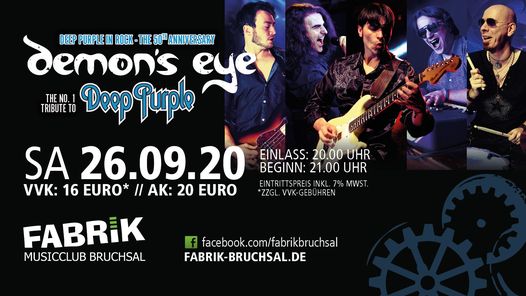 DEEP PURPLE IN ROCK - THE 50TH ANNIVERSARY
demon's eye
THE NO. 1
TRIBUTE TO
Deep Purple
SA 26.09.20
EINLASS: 20.00 UHR
BEGINN: 21.00 UHR
VVK: 16 EURO* // AK: 20 EURO
EINTRITTSPREIS INKL. 7% MWST.
*ZZGL. VVK-GEBÜHREN
FABRIK
MUSICCLUB BRUCHSAL
f facebook.com/fabrikbruchsal
FABRIK-BRUCHSAL.DE